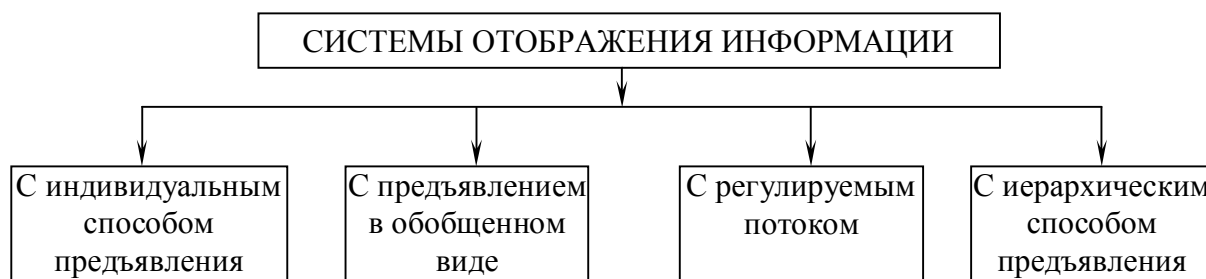 СИСТЕМЫ ОТОБРАЖЕНИЯ ИНФОРМАЦИИ
С индивидуальным
способом
предъявления
С предъявлением
в обобщенном
виде
С регулируемым
потоком
С иерархическим
способом
предъявления